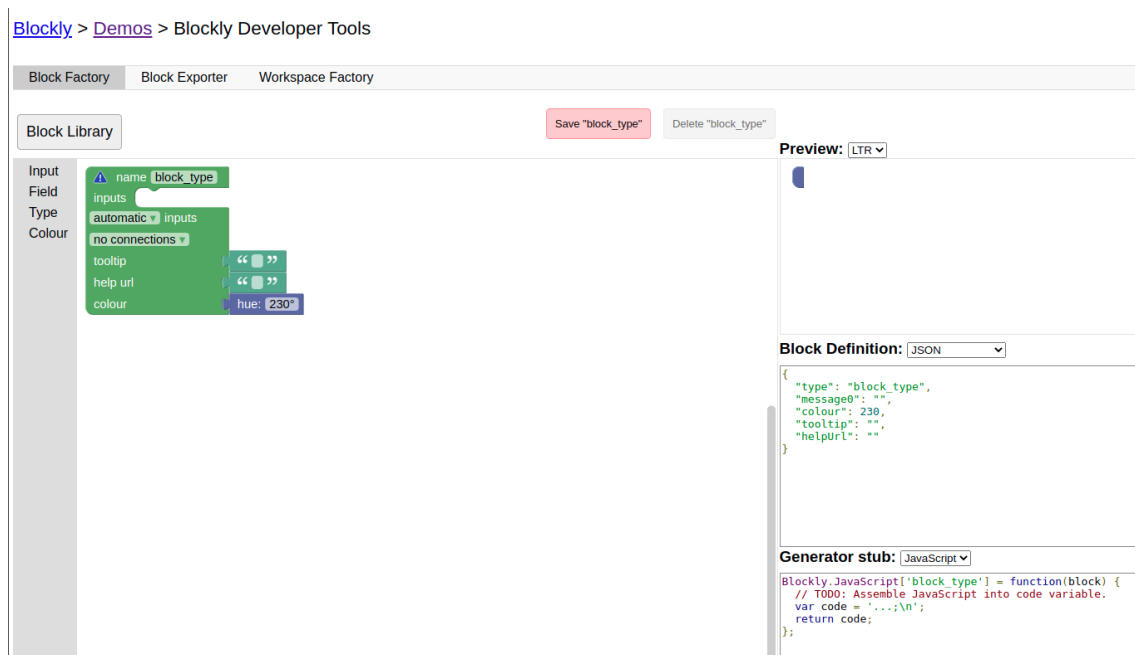 Blockly > Demos > Blockly Developer Tools
Block Factory Block Exporter Workspace Factory
Block Library
Save "block_type" Delete "block_type"
Input
Field
Type
Colour
name block_type
inputs
automatic ▾ inputs
no connections ▾
tooltip “ ”
help url “ ”
colour hue: 230°
Preview: LTR
Block Definition: JSON
{
  "type": "block_type",
  "message0": "",
  "colour": 230,
  "tooltip": "",
  "helpUrl": ""
}
Generator stub: JavaScript
Blockly.JavaScript['block_type'] = function(block) {
  // TODO: Assemble JavaScript into code variable.
  var code = '...;\n';
  return code;
};